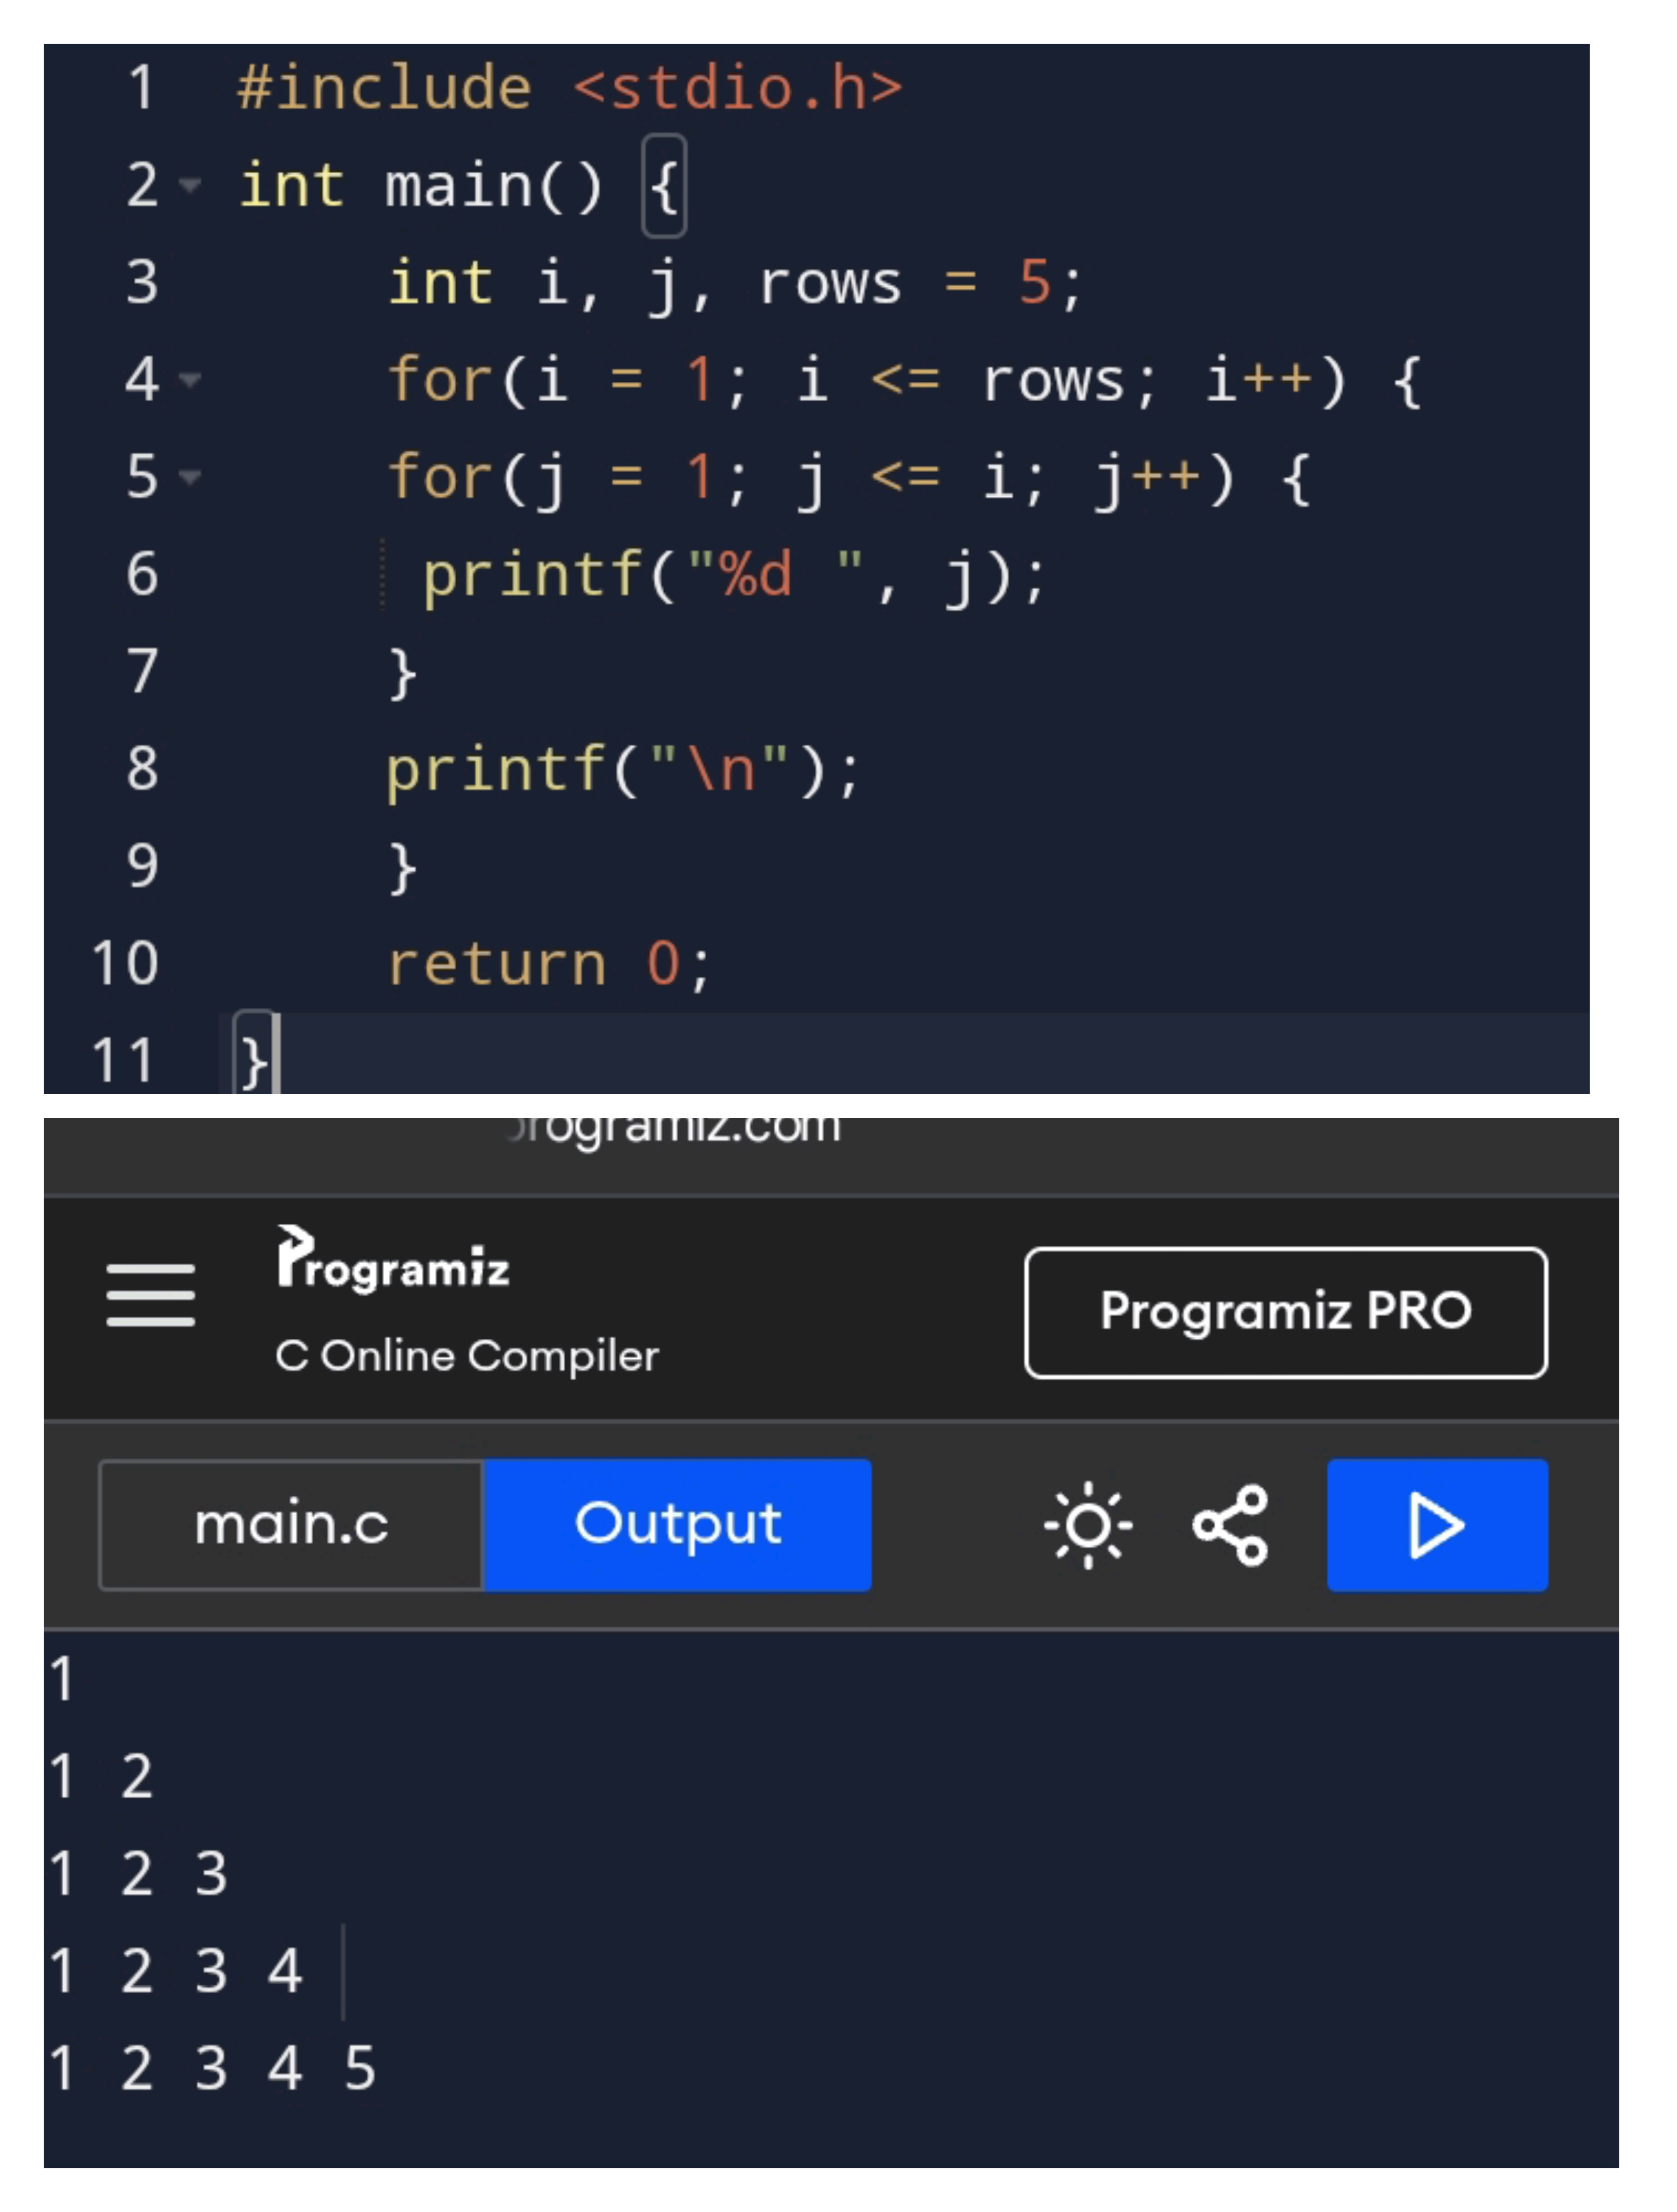 1 #include <stdio.h>
2 int main() {
3 int i, j, rows = 5;
4 for(i = 1; i <= rows; i++) {
5 for(j = 1; j <= i; j++) {
6 printf("%d ", j);
7 }
8 printf("\n");
9 }
10 return 0;
11 }
programiz.com
Programiz
C Online Compiler
Programiz PRO
main.c Output
1
1 2
1 2 3
1 2 3 4
1 2 3 4 5